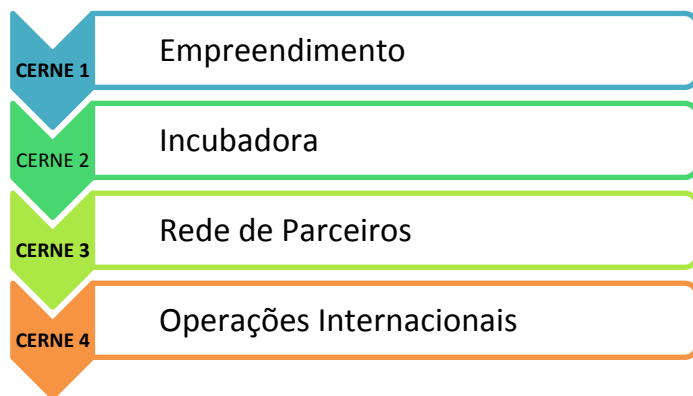 CERNE 1
Empreendimento
CERNE 2
Incubadora
CERNE 3
Rede de Parceiros
CERNE 4
Operações Internacionais